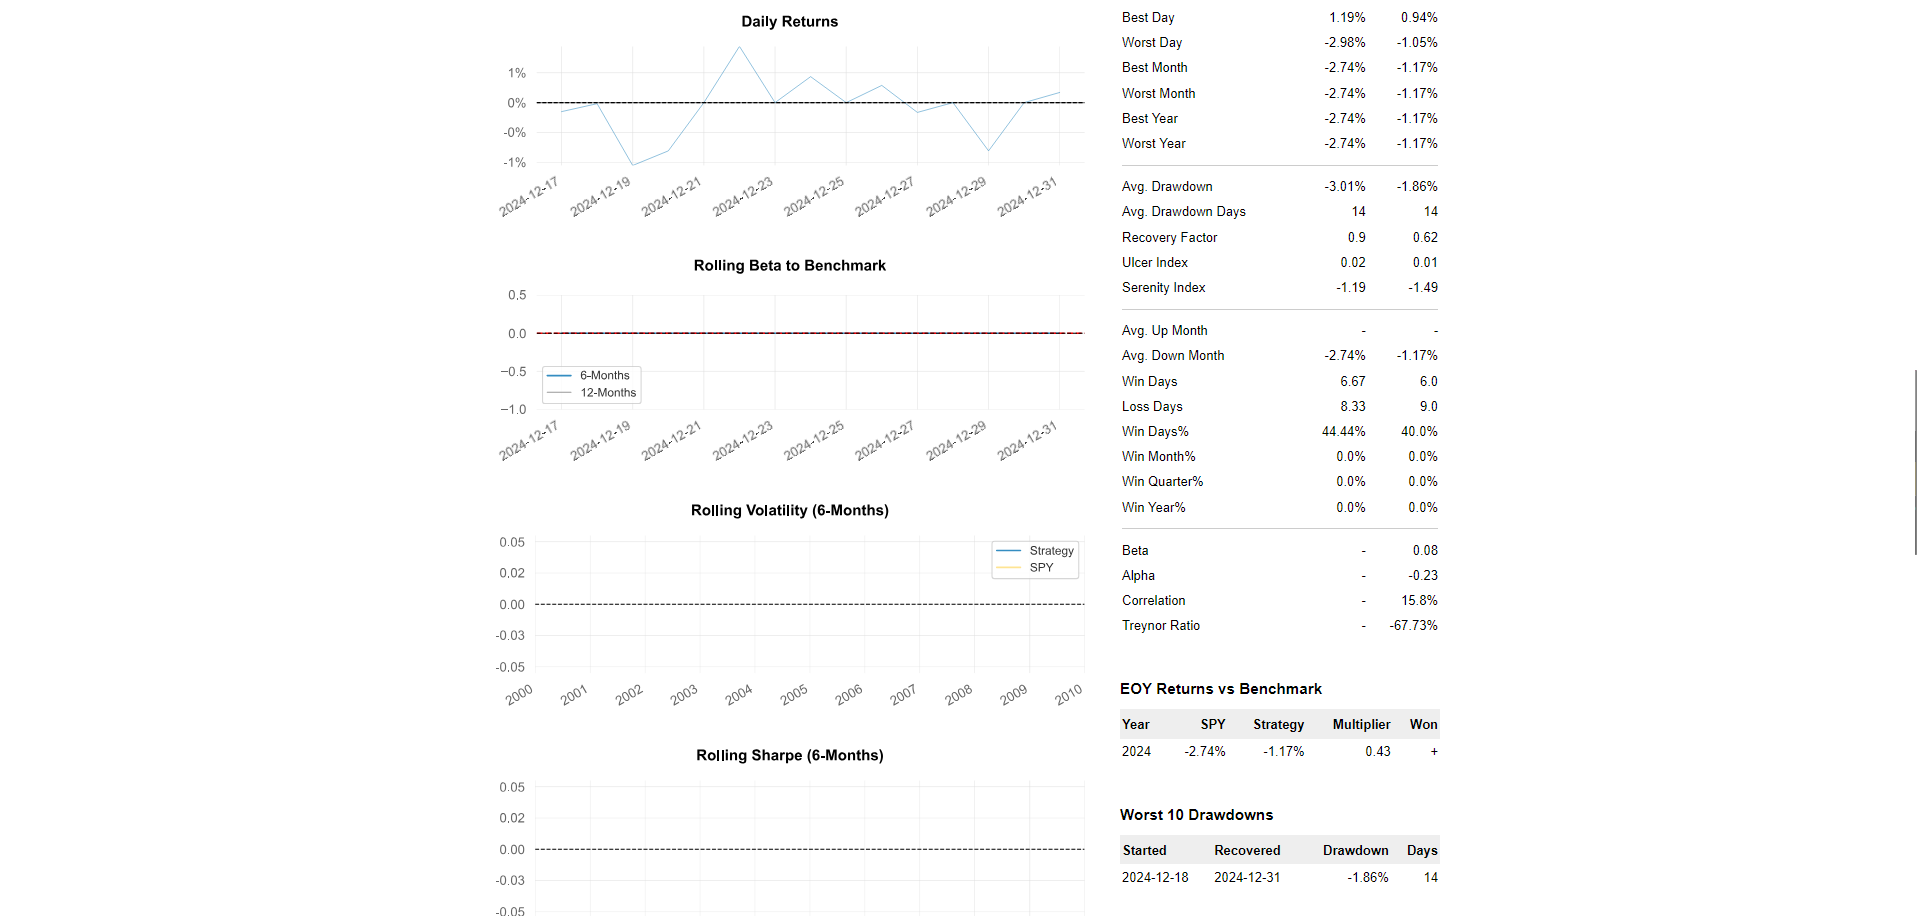 Daily Returns
1%
0%
-0%
-1%
2024-12-17
2024-12-19
2024-12-21
2024-12-23
2024-12-25
2024-12-27
2024-12-29
2024-12-31
Rolling Beta to Benchmark
0.5
0.0
−0.5
−1.0
6-Months
12-Months
2024-12-17
2024-12-19
2024-12-21
2024-12-23
2024-12-25
2024-12-27
2024-12-29
2024-12-31
Rolling Volatility (6-Months)
0.05
0.02
0.00
-0.03
-0.05
Strategy
SPY
2000
2001
2002
2003
2004
2005
2006
2007
2008
2009
2010
Rolling Sharpe (6-Months)
0.05
0.02
0.00
-0.03
-0.05
Best Day 1.19% 0.94%
Worst Day -2.98% -1.05%
Best Month -2.74% -1.17%
Worst Month -2.74% -1.17%
Best Year -2.74% -1.17%
Worst Year -2.74% -1.17%
Avg. Drawdown -3.01% -1.86%
Avg. Drawdown Days 14 14
Recovery Factor 0.9 0.62
Ulcer Index 0.02 0.01
Serenity Index -1.19 -1.49
Avg. Up Month - -
Avg. Down Month -2.74% -1.17%
Win Days 6.67 6.0
Loss Days 8.33 9.0
Win Days% 44.44% 40.0%
Win Month% 0.0% 0.0%
Win Quarter% 0.0% 0.0%
Win Year% 0.0% 0.0%
Beta - 0.08
Alpha - -0.23
Correlation - 15.8%
Treynor Ratio - -67.73%
EOY Returns vs Benchmark
Year SPY Strategy Multiplier Won
2024 -2.74% -1.17% 0.43 +
Worst 10 Drawdowns
Started Recovered Drawdown Days
2024-12-18 2024-12-31 -1.86% 14